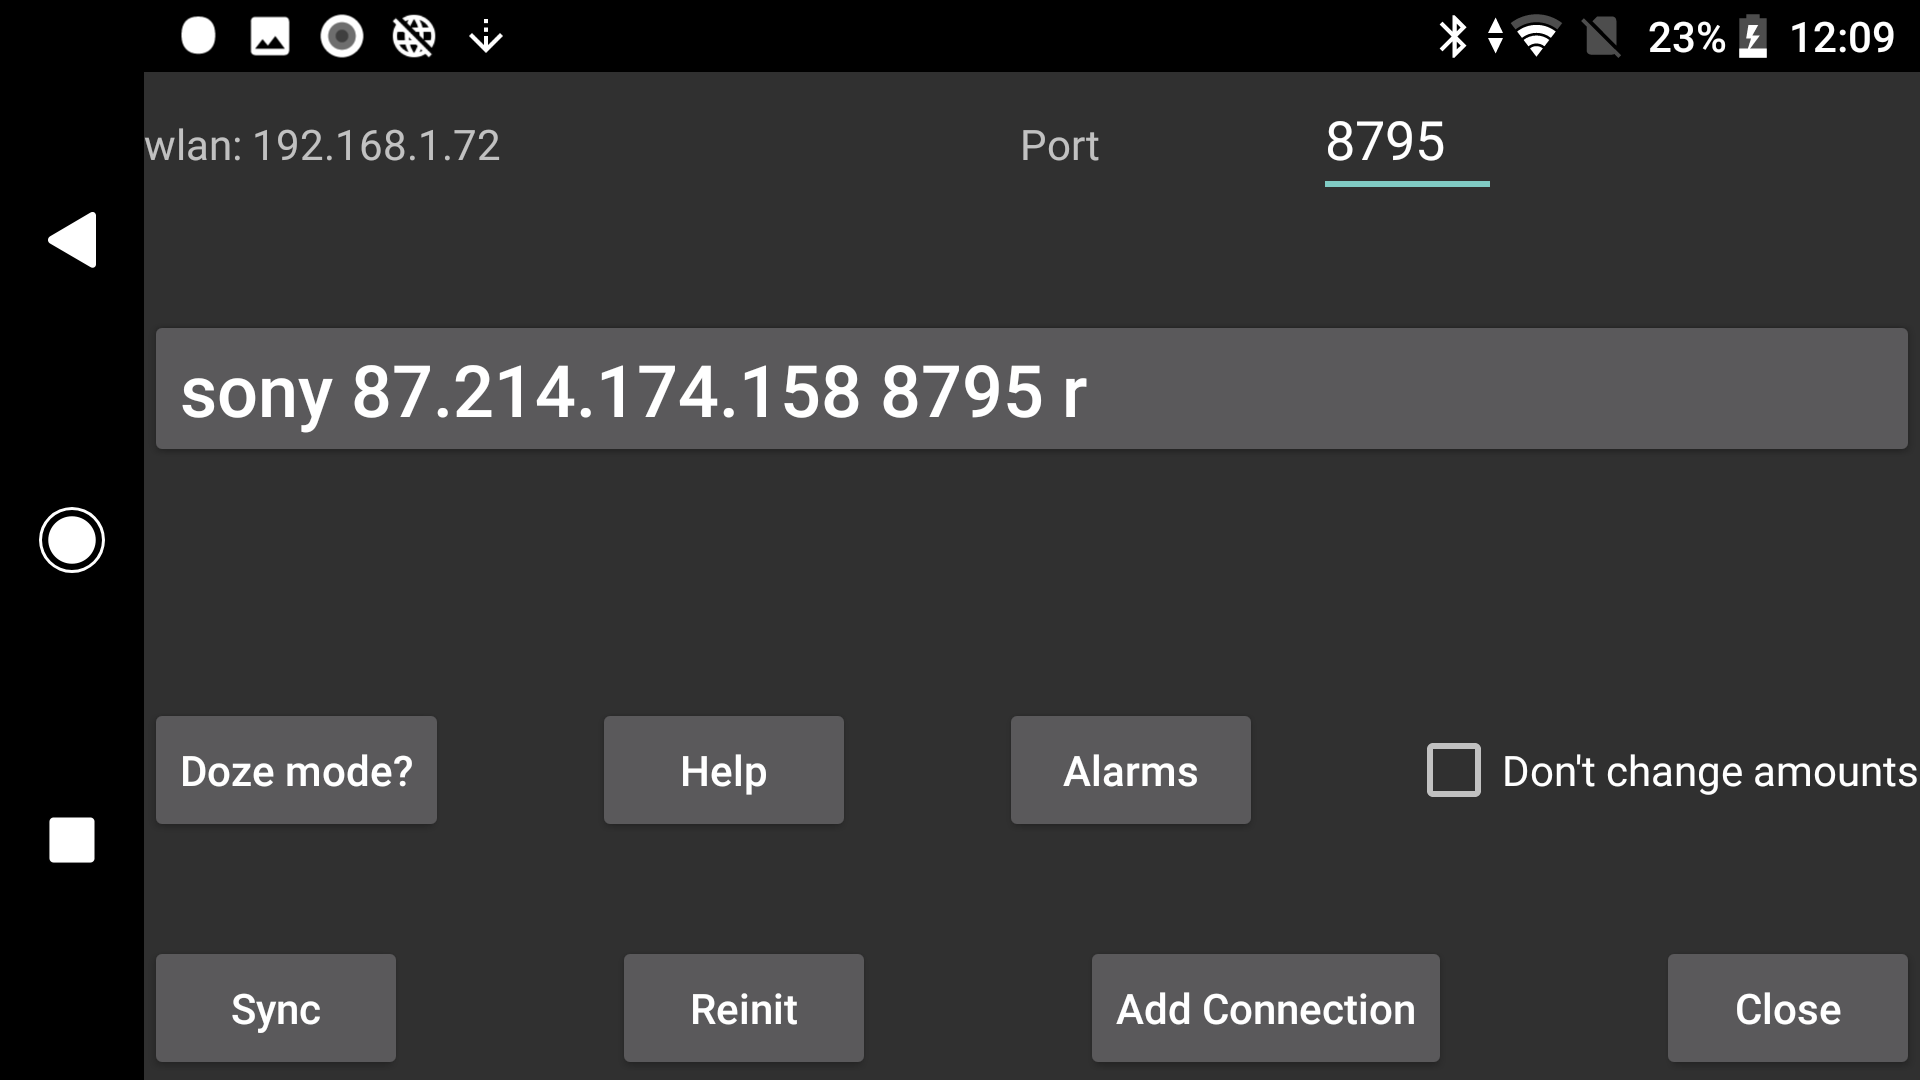 23% 12:09
wlan: 192.168.1.72 Port 8795
sony 87.214.174.158 8795 r
Doze mode? Help Alarms Don't change amounts
Sync Reinit Add Connection Close